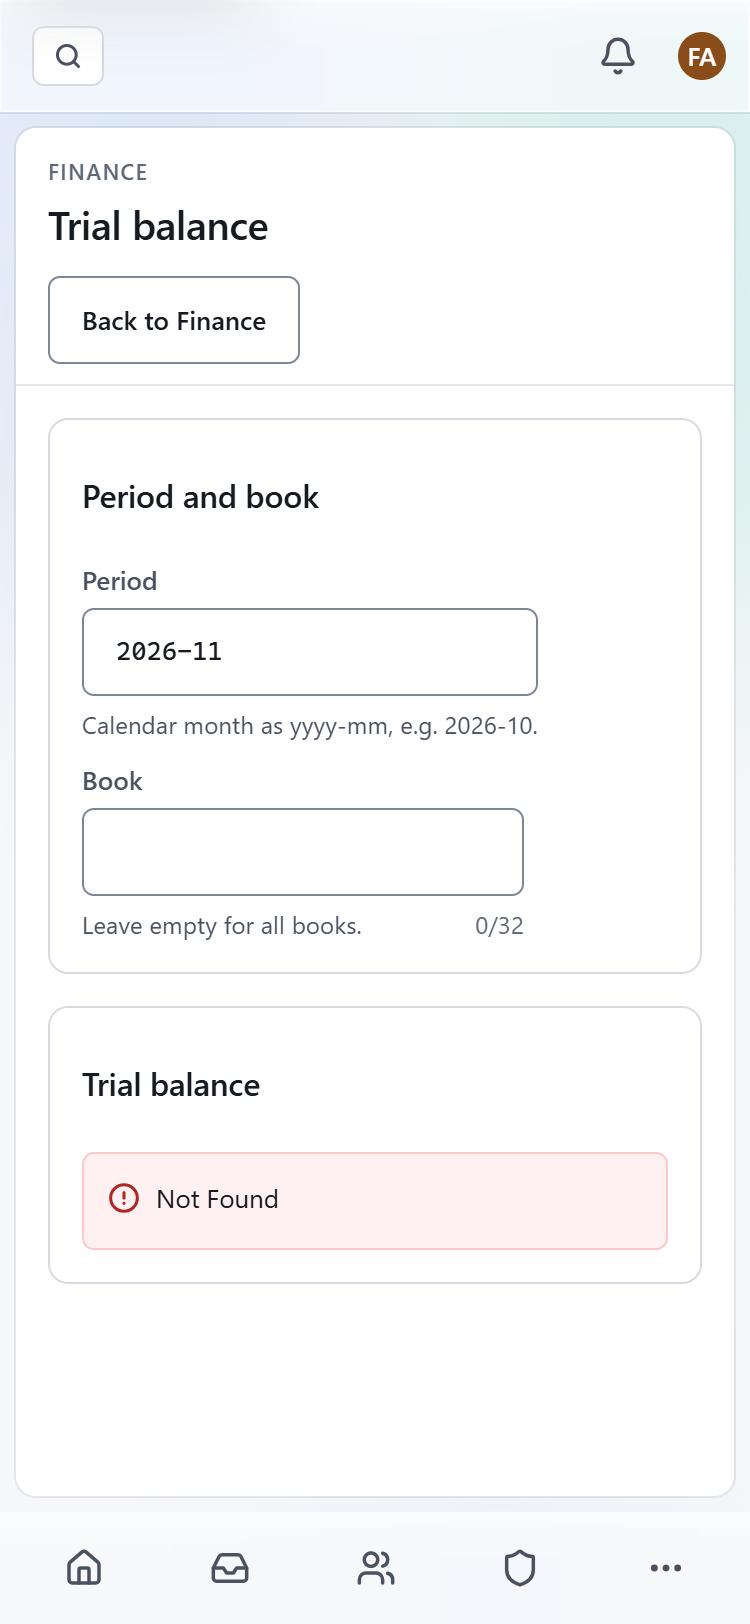 FA
FINANCE
Trial balance
Back to Finance
Period and book
Period
2026-11
Calendar month as yyyy-mm, e.g. 2026-10.
Book
Leave empty for all books. 0/32
Trial balance
Not Found